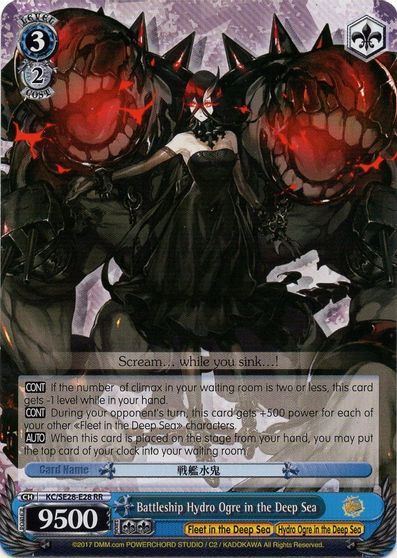 LEVEL
3
2
COST
Scream… while you sink…!
CONT If the number of climax in your waiting room is two or less, this card
gets -1 level while in your hand.
CONT During your opponent's turn, this card gets +500 power for each of
your other «Fleet in the Deep Sea» characters.
AUTO When this card is placed on the stage from your hand, you may put
the top card of your clock into your waiting room.
Card Name 戦艦水鬼
CH KC/SE28-E28 RR
Battleship Hydro Ogre in the Deep Sea
POWER
9500
Fleet in the Deep Sea
Hydro Ogre in the Deep Sea
©2017 DMM.com POWERCHORD STUDIO / C2 / KADOKAWA All Rights Reserved.